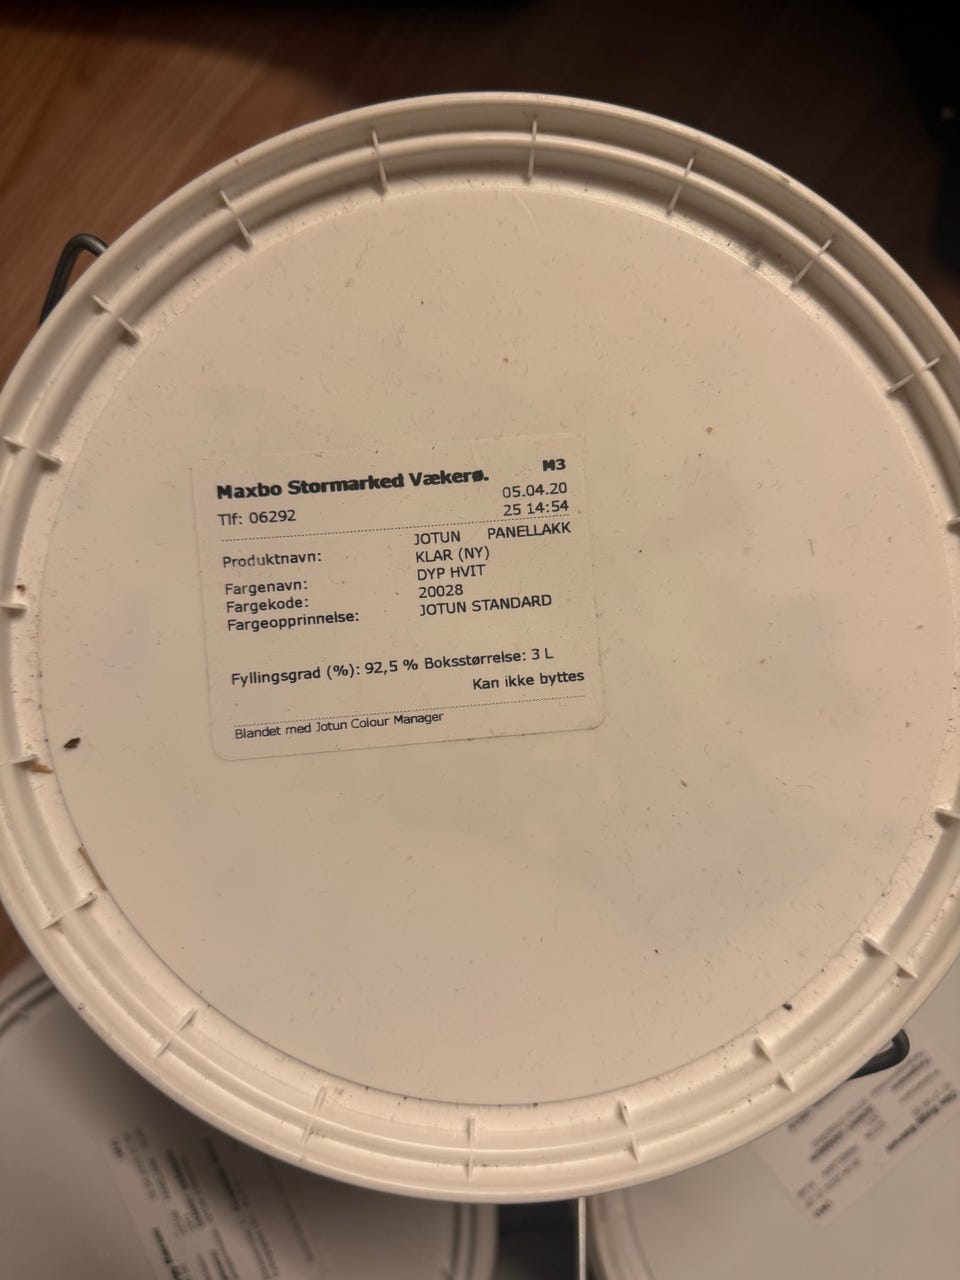 Maxbo Stormarked Vækerø. M3
Tlf: 06292 05.04.20
25 14:54
Produktnavn: JOTUN PANELLAKK
KLAR (NY)
Fargenavn: DYP HVIT
Fargekode: 20028
Fargeopprinnelse: JOTUN STANDARD
Fyllingsgrad (%): 92,5 % Boksstørrelse: 3 L
Kan ikke byttes
Blandet med Jotun Colour Manager